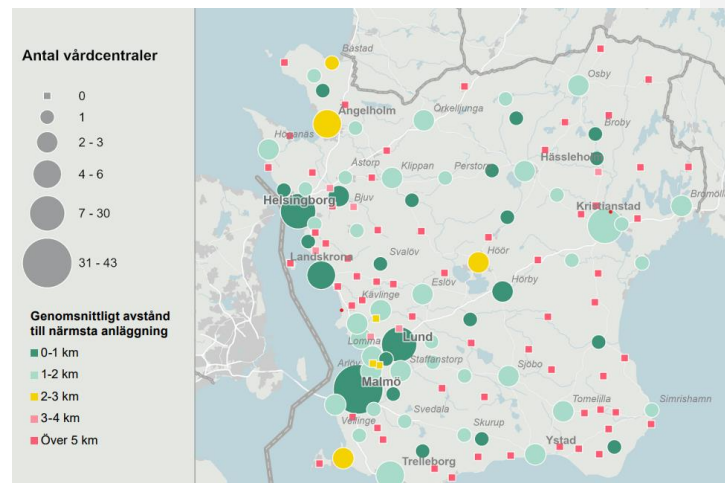 Antal vårdcentraler
0
1
2 - 3
4 - 6
7 - 30
31 - 43
Genomsnittligt avstånd
till närmsta anläggning
0-1 km
1-2 km
2-3 km
3-4 km
Över 5 km
Båstad
Osby
Ängelholm
Örkelljunga
Broby
Höganäs
Hässleholm
Åstorp
Klippan
Perstorp
Bjuv
Bromöll
Helsingborg
Kristianstad
Svalöv
Höör
Landskrona
Eslöv
Hörby
Kävlinge
Lund
Lomma
Staffanstorp
Arlöv
Sjöbo
Malmö
Tomelilla
Simrishamn
Svedala
Vellinge
Skurup
Ystad
Trelleborg